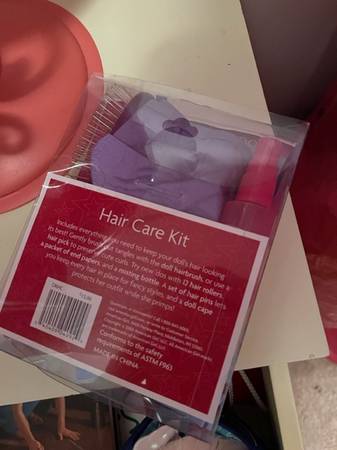 Hair Care Kit
Includes everything you need to keep your doll's hair looking
its best! Gently brush out tangles with the doll hairbrush, or use a
hair pick to preserve cute curls. Try new dos with 12 hair rollers,
a packet of end papers, and a misting bottle. A set of hair pins lets
you keep every hair in place for fancy styles, and a doll cape
protects her outfit while she primps!
Conforms to the safety
requirements of ASTM F963
MADE IN CHINA